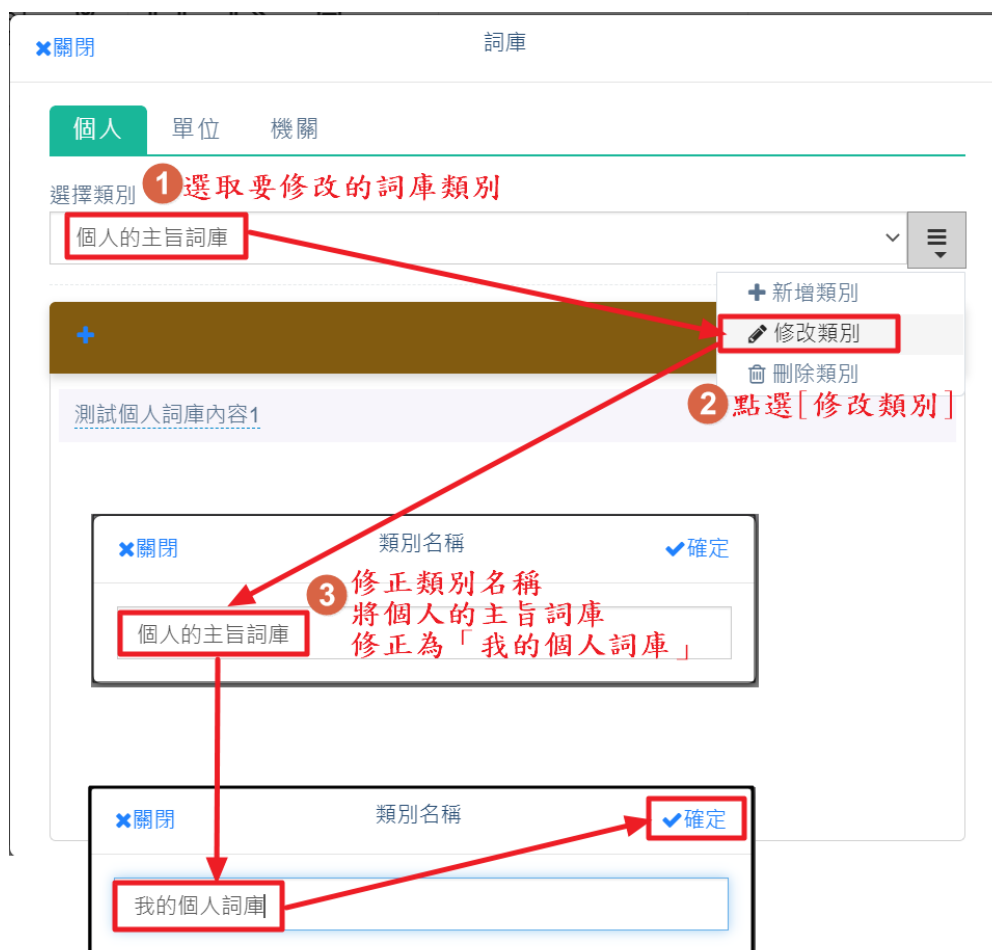 關閉
詞庫
個人
單位
機關
選擇類別
1 選取要修改的詞庫類別
個人的主旨詞庫
新增類別
修改類別
刪除類別
2 點選[修改類別]
測試個人詞庫內容1
關閉
類別名稱
確定
3 修正類別名稱
將個人的主旨詞庫
修正為「我的個人詞庫」
個人的主旨詞庫
關閉
類別名稱
確定
我的個人詞庫